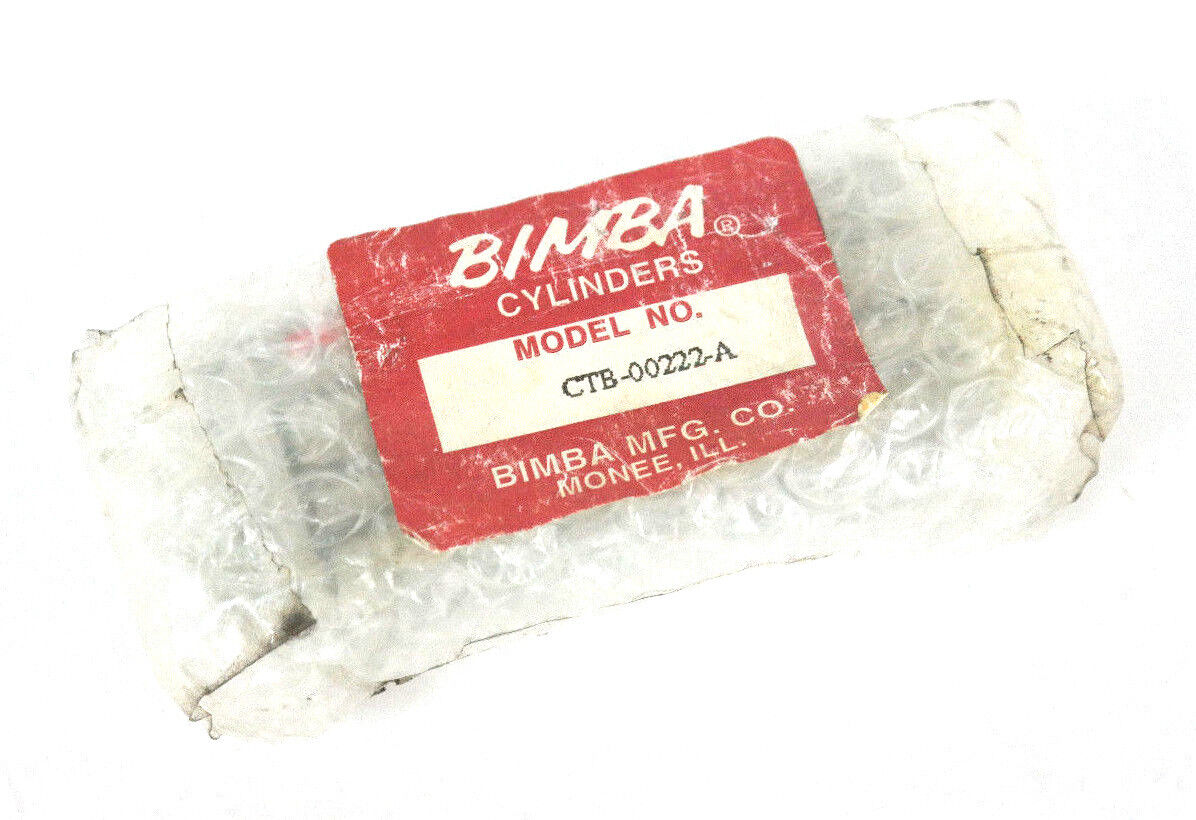 BIMBA®
CYLINDERS
MODEL NO.
CTB-00222-A
BIMBA MFG. CO.
MONEE, ILL.